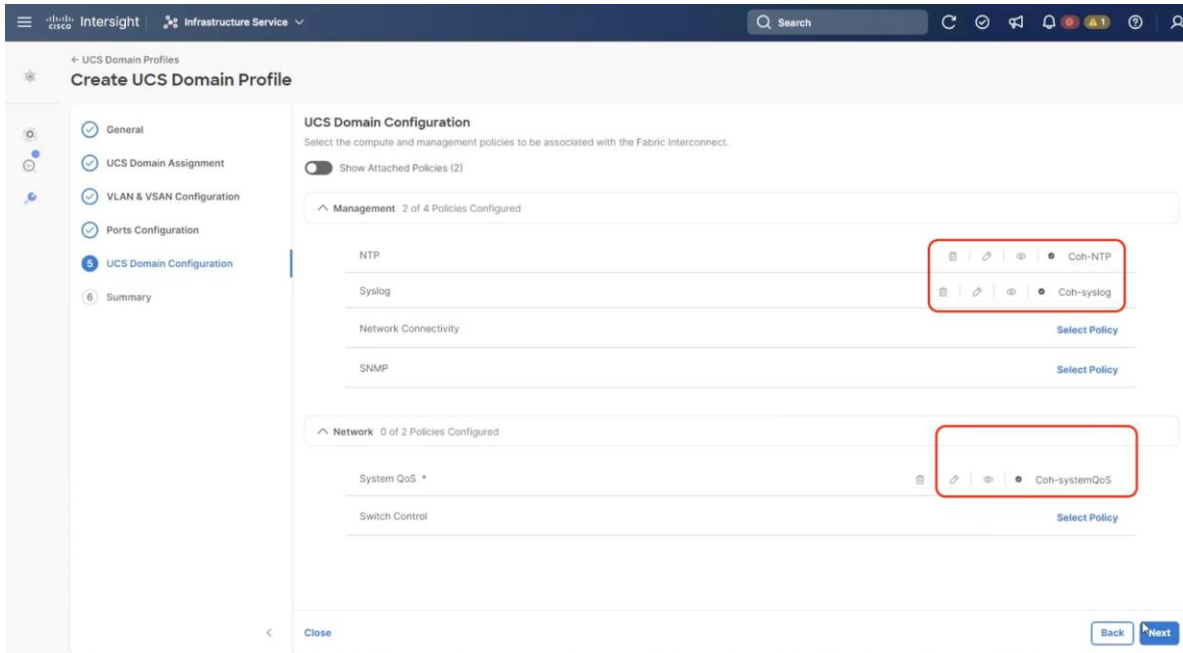 cisco Intersight Infrastructure Service Search 0 1
← UCS Domain Profiles
Create UCS Domain Profile
General
UCS Domain Assignment
VLAN & VSAN Configuration
Ports Configuration
5 UCS Domain Configuration
6 Summary
UCS Domain Configuration
Select the compute and management policies to be associated with the Fabric Interconnect.
Show Attached Policies (2)
Management 2 of 4 Policies Configured
NTP Coh-NTP
Syslog Coh-syslog
Network Connectivity Select Policy
SNMP Select Policy
Network 0 of 2 Policies Configured
System QoS * Coh-systemQoS
Switch Control Select Policy
Close Back Next